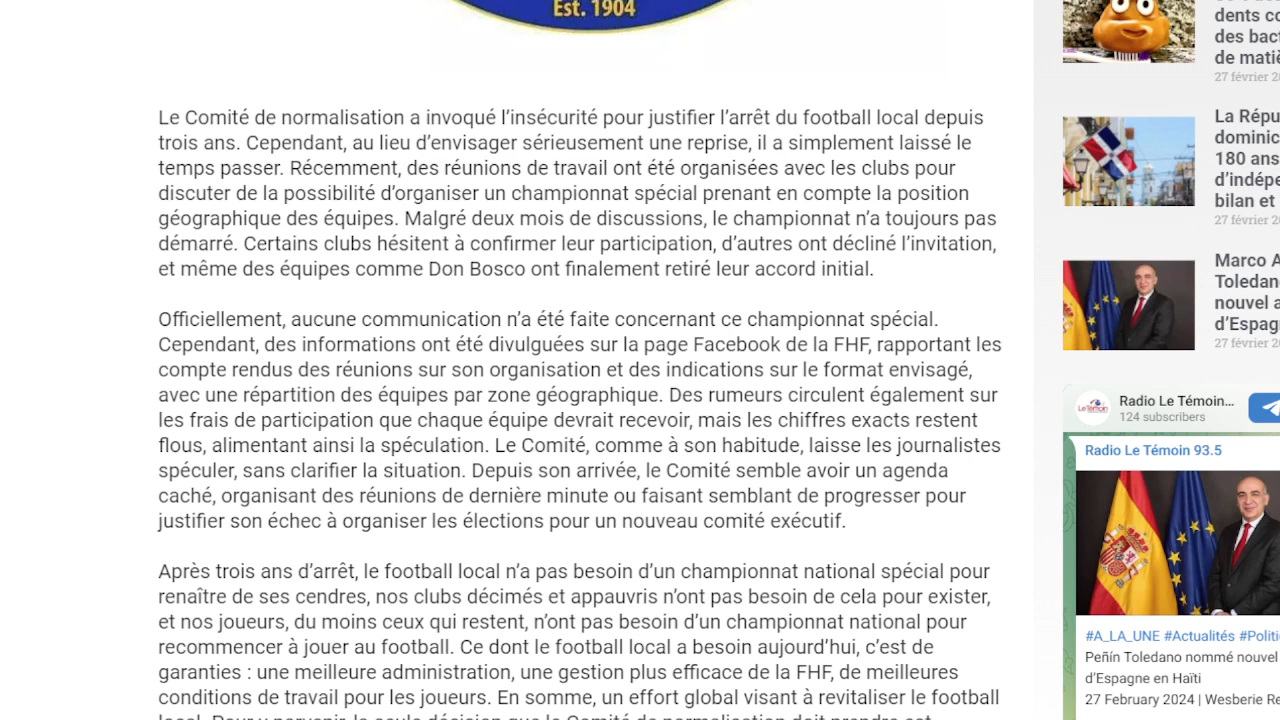 Est. 1904
Le Comité de normalisation a invoqué l’insécurité pour justifier l’arrêt du football local depuis
trois ans. Cependant, au lieu d’envisager sérieusement une reprise, il a simplement laissé le
temps passer. Récemment, des réunions de travail ont été organisées avec les clubs pour
discuter de la possibilité d’organiser un championnat spécial prenant en compte la position
géographique des équipes. Malgré deux mois de discussions, le championnat n’a toujours pas
démarré. Certains clubs hésitent à confirmer leur participation, d’autres ont décliné l’invitation,
et même des équipes comme Don Bosco ont finalement retiré leur accord initial.
Officiellement, aucune communication n’a été faite concernant ce championnat spécial.
Cependant, des informations ont été divulguées sur la page Facebook de la FHF, rapportant les
compte rendus des réunions sur son organisation et des indications sur le format envisagé,
avec une répartition des équipes par zone géographique. Des rumeurs circulent également sur
les frais de participation que chaque équipe devrait recevoir, mais les chiffres exacts restent
flous, alimentant ainsi la spéculation. Le Comité, comme à son habitude, laisse les journalistes
spéculer, sans clarifier la situation. Depuis son arrivée, le Comité semble avoir un agenda
caché, organisant des réunions de dernière minute ou faisant semblant de progresser pour
justifier son échec à organiser les élections pour un nouveau comité exécutif.
Après trois ans d’arrêt, le football local n’a pas besoin d’un championnat national spécial pour
renaître de ses cendres, nos clubs décimés et appauvris n’ont pas besoin de cela pour exister,
et nos joueurs, du moins ceux qui restent, n’ont pas besoin d’un championnat national pour
recommencer à jouer au football. Ce dont le football local a besoin aujourd’hui, c’est de
garanties : une meilleure administration, une gestion plus efficace de la FHF, de meilleures
conditions de travail pour les joueurs. En somme, un effort global visant à revitaliser le football
des
de
27 février
La
dominic
180 ans
d’indépe
bilan et
27 février
Marco A
Toledan
nouvel a
d’Espag
27 février
Le Témoin
Radio Le Témoin...
124 subscribers
Radio Le Témoin 93.5
#A_LA_UNE #Actualités #Politi
Peñín Toledano nommé nouvel
d’Espagne en Haïti
27 February 2024 | Wesberie Re